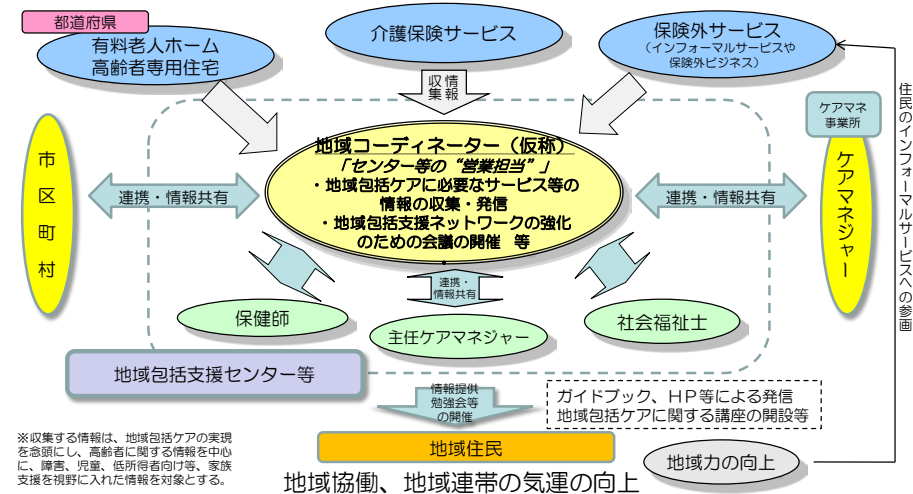 都道府県
有料老人ホーム
高齢者専用住宅
介護保険サービス
保険外サービス
（インフォーマルサービスや
保険外ビジネス）
情報
収集
ケアマネ
事業所
ケアマネジャー
住民のインフォーマルサービスへの参画
市区町村
連携・情報共有
地域コーディネーター（仮称）
「センター等の“営業担当”」
・地域包括ケアに必要なサービス等の
情報の収集・発信
・地域包括支援ネットワークの強化
のための会議の開催　等
連携・情報共有
連携・
情報共有
保健師
主任ケアマネジャー
社会福祉士
地域包括支援センター等
情報提供
勉強会等
の開催
ガイドブック、ＨＰ等による発信
地域包括ケアに関する講座の開設等
地域住民
地域力の向上
※収集する情報は、地域包括ケアの実現
を念頭にし、高齢者に関する情報を中心
に、障害、児童、低所得者向け等、家族
支援を視野に入れた情報を対象とする。
地域協働、地域連帯の気運の向上